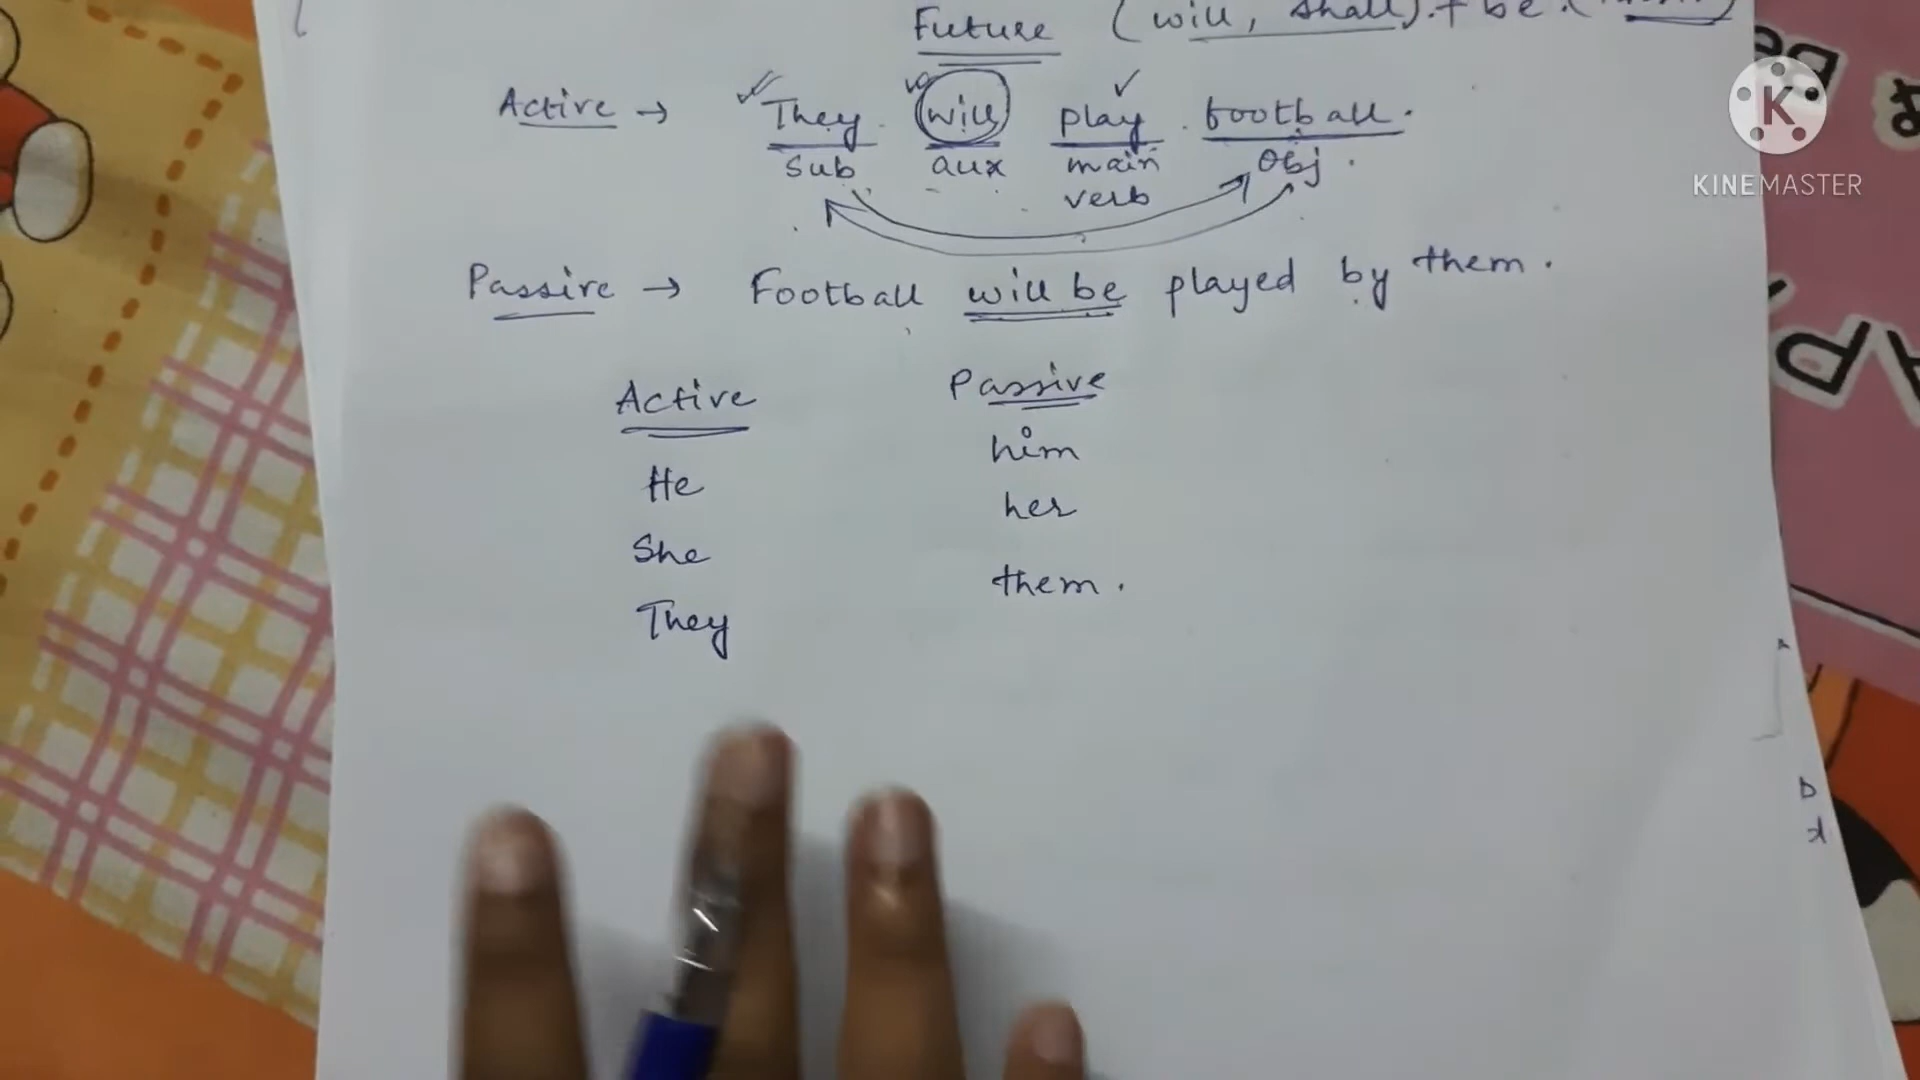 Future (will, shall) + be.
Active → They will play football.
Sub aux main verb Obj.
Passive → Football will be played by them.
Active Passive
He him
She her
They them.
KINEMASTER